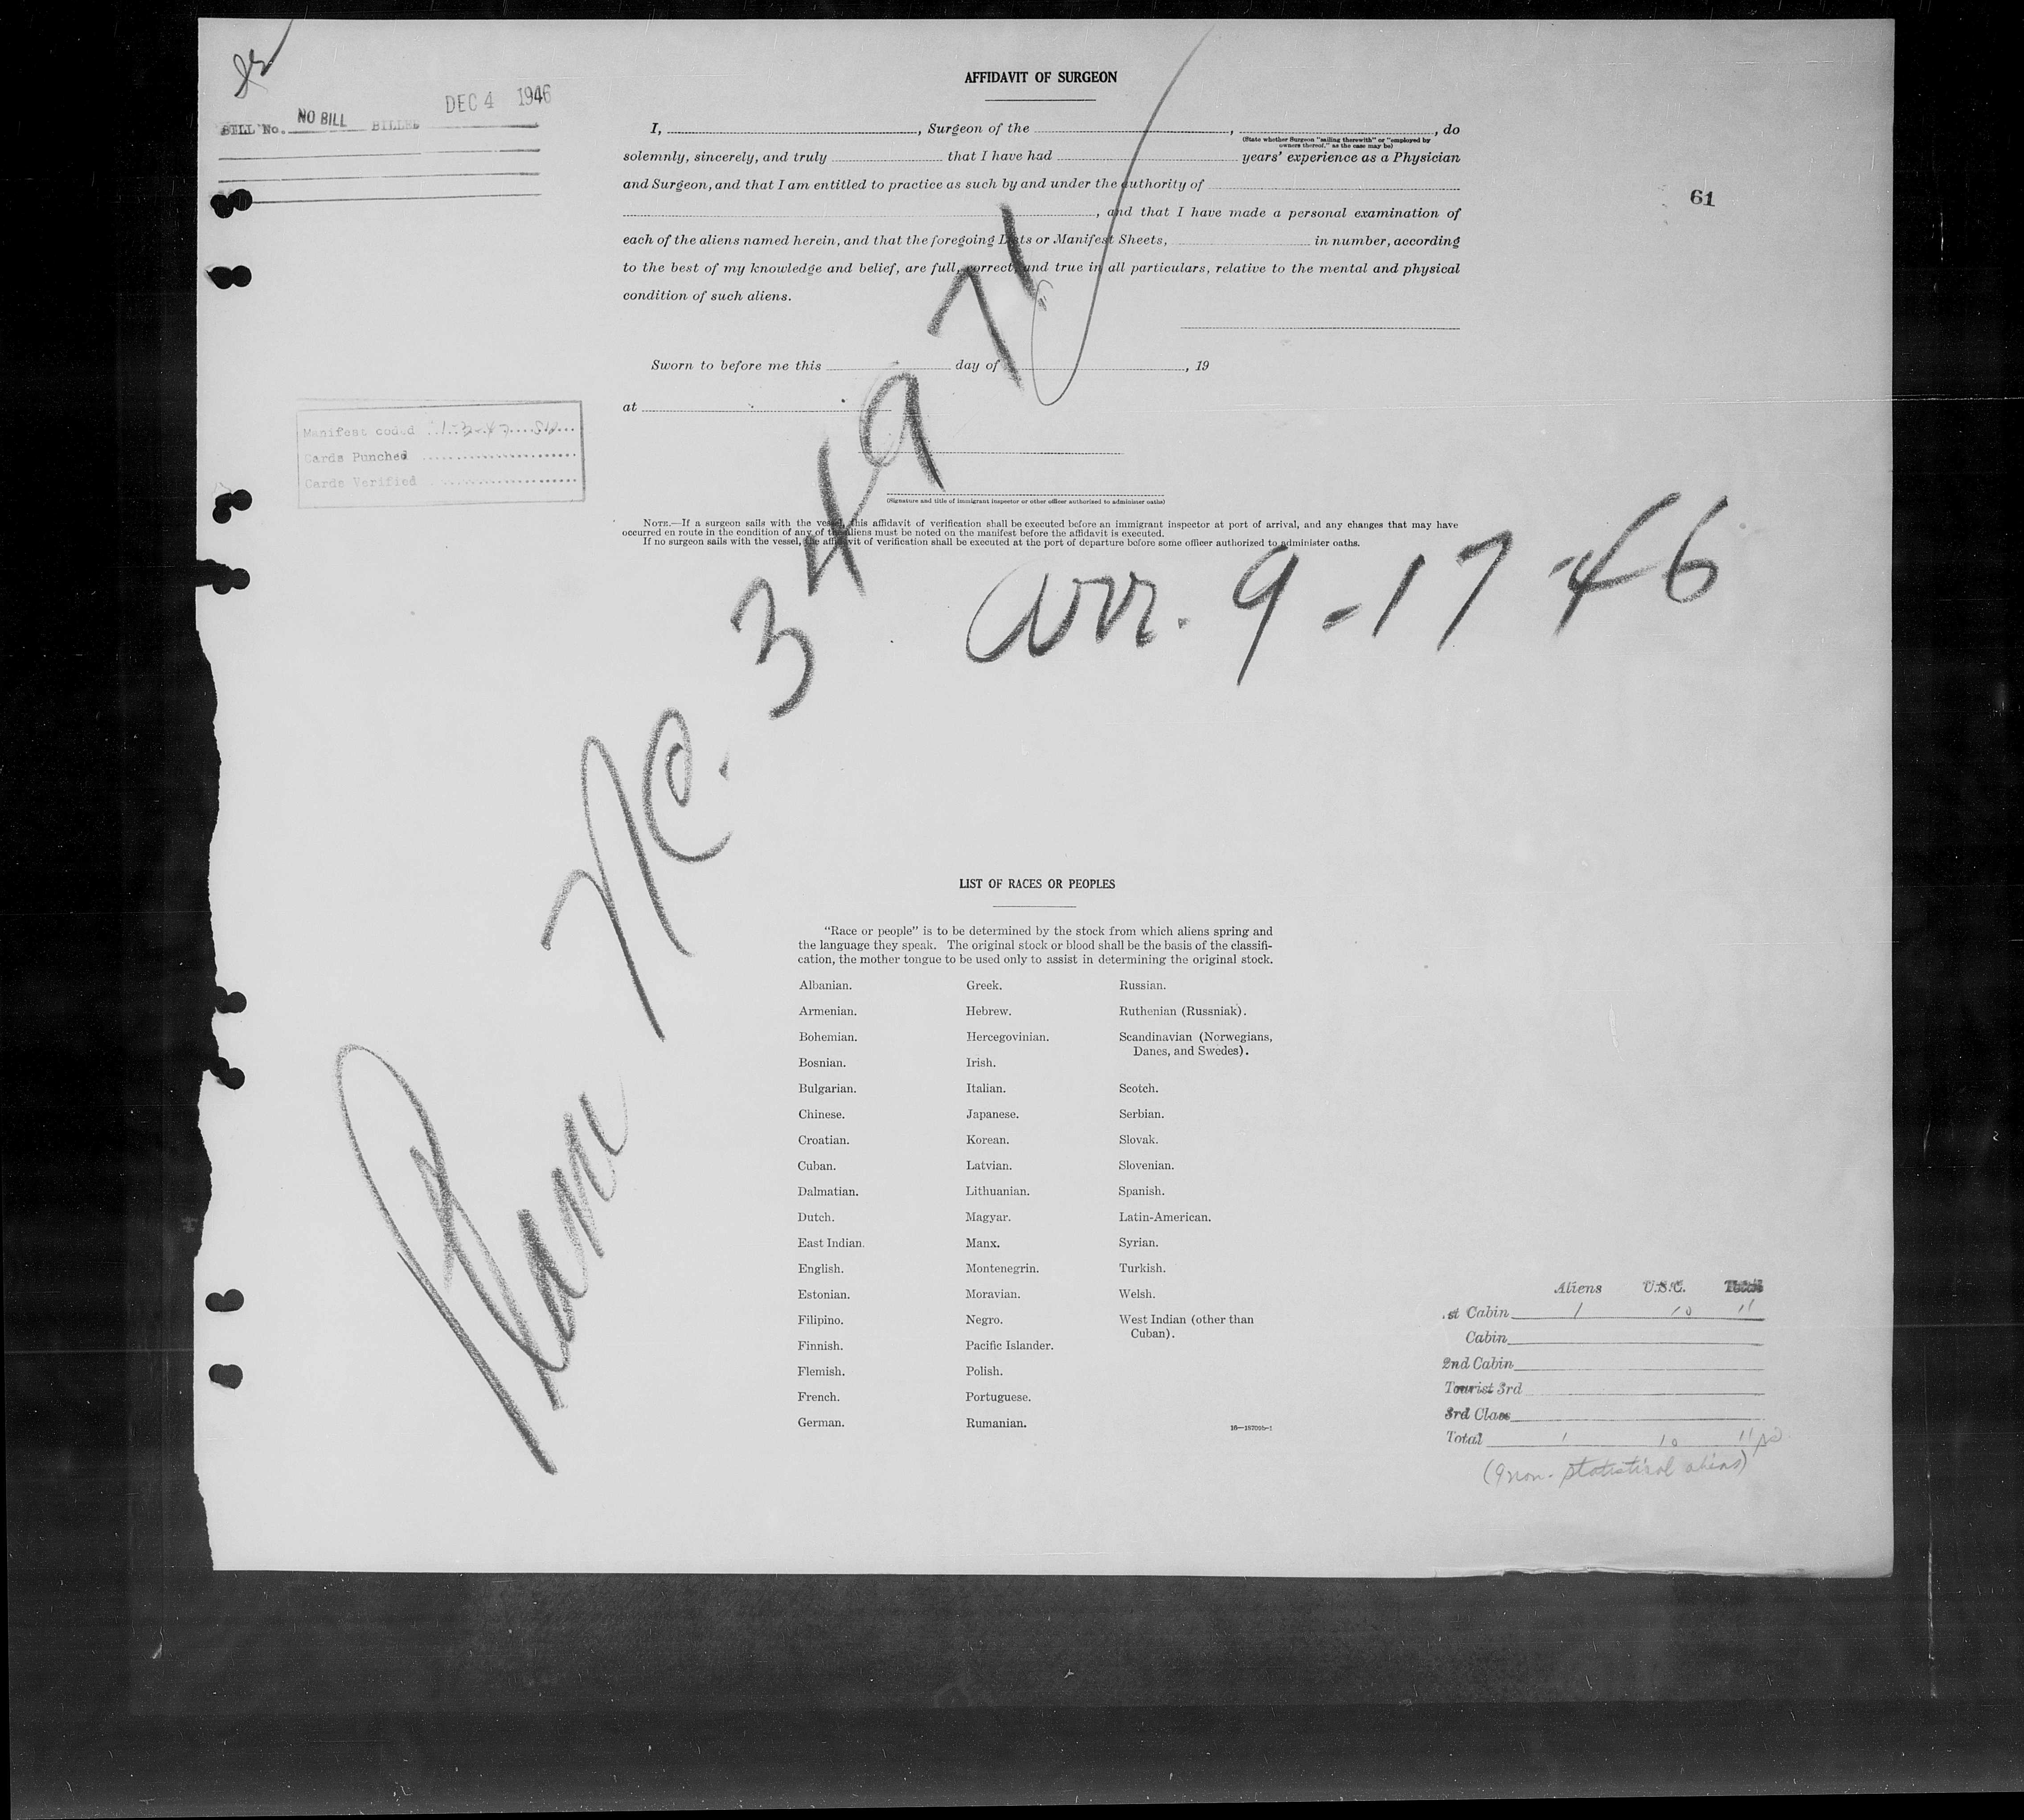 DEC 4 1946
BILL No. NO BILL BILLED
AFFIDAVIT OF SURGEON
I, , Surgeon of the , , do
(State whether Surgeon "sailing therewith" or "employed by
owners thereof," as the case may be)
solemnly, sincerely, and truly that I have had years' experience as a Physician
and Surgeon, and that I am entitled to practice as such by and under the authority of
, and that I have made a personal examination of
61
each of the aliens named herein, and that the foregoing Lists or Manifest Sheets, in number, according
to the best of my knowledge and belief, are full, correct, and true in all particulars, relative to the mental and physical
condition of such aliens.
Sworn to before me this day of , 19
at
Manifest coded 1-3-47
Cards Punched
Cards Verified
(Signature and title of immigrant inspector or other officer authorized to administer oaths)
NOTE.—If a surgeon sails with the vessel, this affidavit of verification shall be executed before an immigrant inspector at port of arrival, and any changes that may have
occurred en route in the condition of any of the aliens must be noted on the manifest before the affidavit is executed.
If no surgeon sails with the vessel, the affidavit of verification shall be executed at the port of departure before some officer authorized to administer oaths.
arr. 9-17-46
Plane NC. 34971
LIST OF RACES OR PEOPLES
"Race or people" is to be determined by the stock from which aliens spring and
the language they speak. The original stock or blood shall be the basis of the classifi-
cation, the mother tongue to be used only to assist in determining the original stock.
Albanian.
Armenian.
Bohemian.
Bosnian.
Bulgarian.
Chinese.
Croatian.
Cuban.
Dalmatian.
Dutch.
East Indian.
English.
Estonian.
Filipino.
Finnish.
Flemish.
French.
German.
Greek.
Hebrew.
Hercegovinian.
Irish.
Italian.
Japanese.
Korean.
Latvian.
Lithuanian.
Magyar.
Manx.
Montenegrin.
Moravian.
Negro.
Pacific Islander.
Polish.
Portuguese.
Rumanian.
Russian.
Ruthenian (Russniak).
Scandinavian (Norwegians,
Danes, and Swedes).
Scotch.
Serbian.
Slovak.
Slovenian.
Spanish.
Latin-American.
Syrian.
Turkish.
Welsh.
West Indian (other than
Cuban).
16—18709b-1
Aliens U.S.C. Total
st Cabin 1 10 11
Cabin
2nd Cabin
Tourist 3rd
3rd Class
Total 1 10 11
(9 non-statistical aliens)